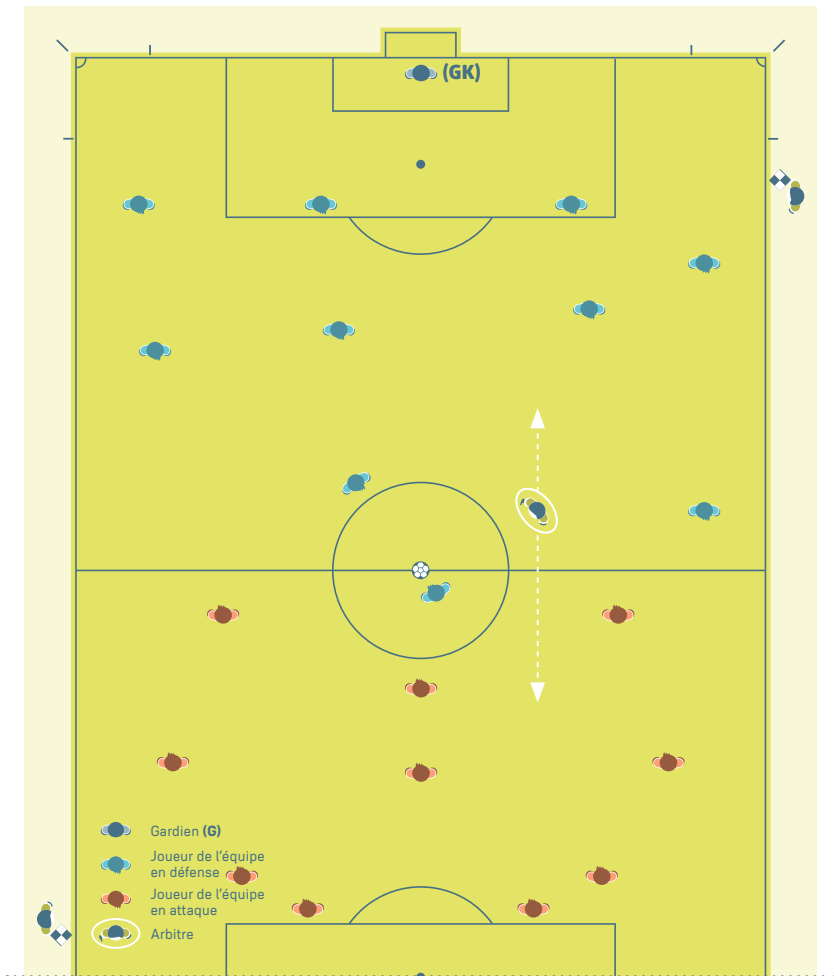 (GK)
Gardien (G)
Joueur de l'équipe
en défense
Joueur de l'équipe
en attaque
Arbitre